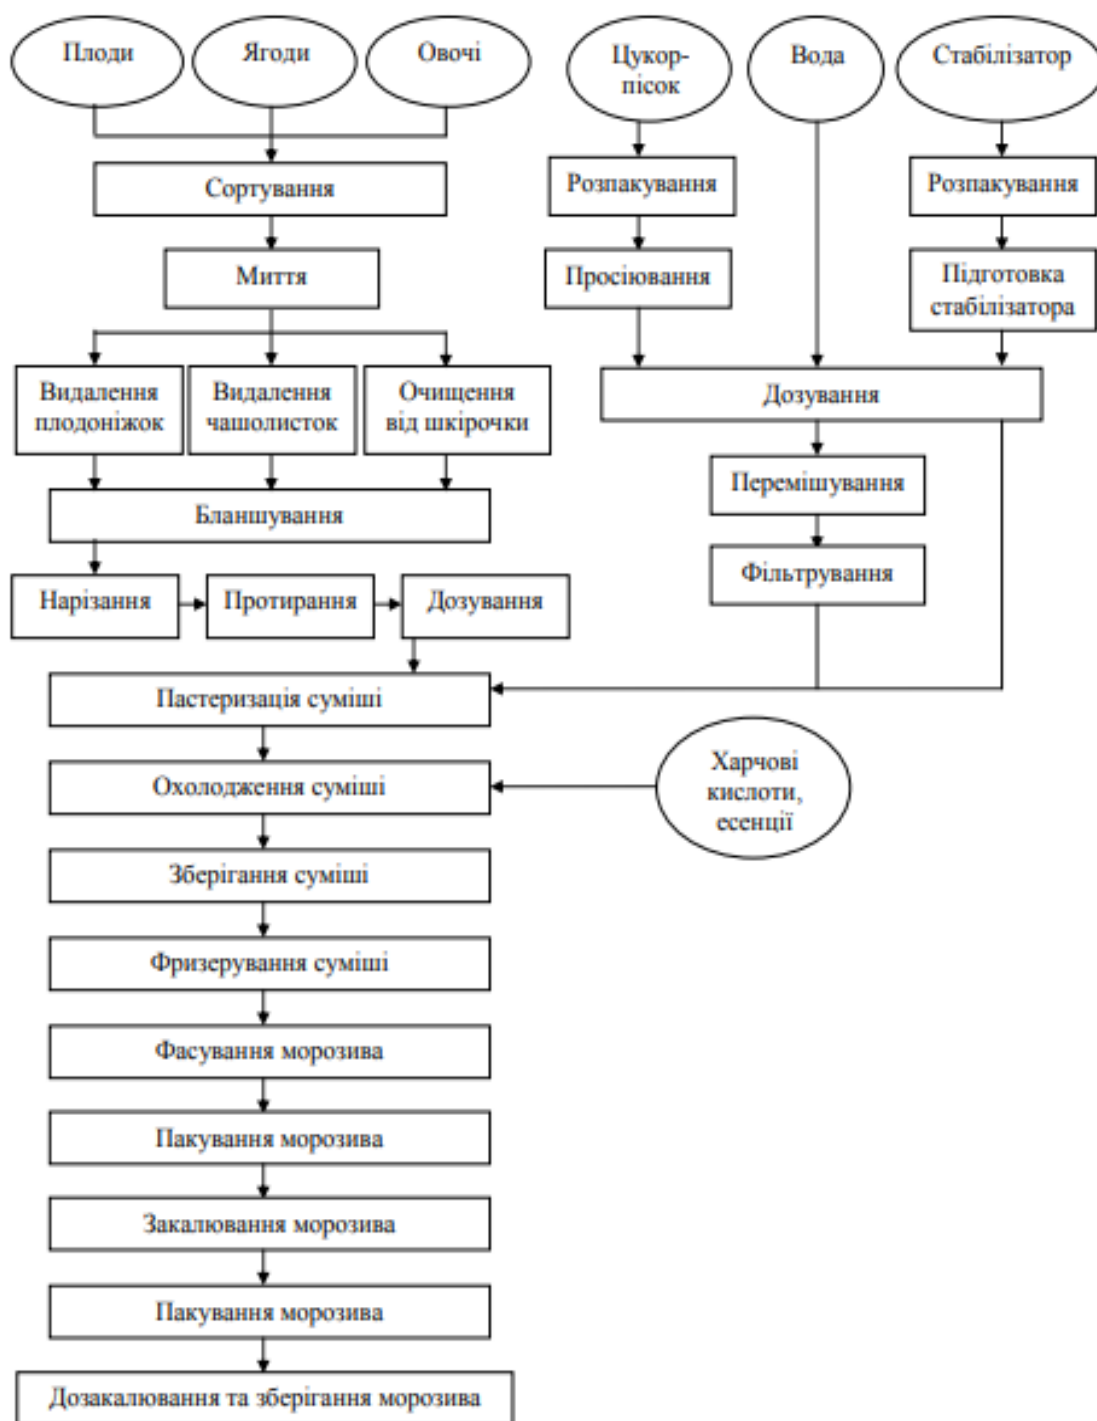 Плоди
Ягоди
Овочі
Цукор-
пісок
Вода
Стабілізатор
Сортування
Розпакування
Розпакування
Миття
Просіювання
Підготовка
стабілізатора
Видалення
плодоніжок
Видалення
чашолисток
Очищення
від шкірочки
Дозування
Перемішування
Бланшування
Фільтрування
Нарізання
Протирання
Дозування
Пастеризація суміші
Харчові
кислоти,
есенції
Охолодження суміші
Зберігання суміші
Фризерування суміші
Фасування морозива
Пакування морозива
Закалювання морозива
Пакування морозива
Дозакалювання та зберігання морозива